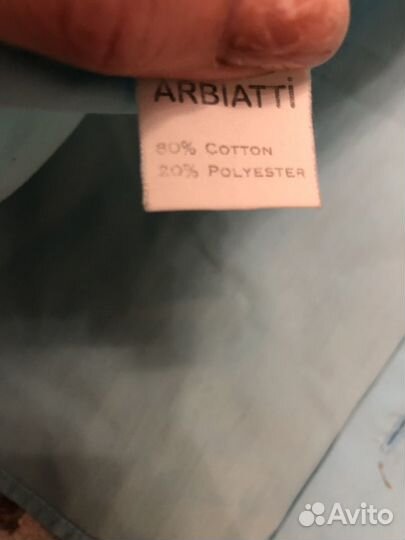 ARBIATTi
80% COTTON
20% POLYESTER
Avito